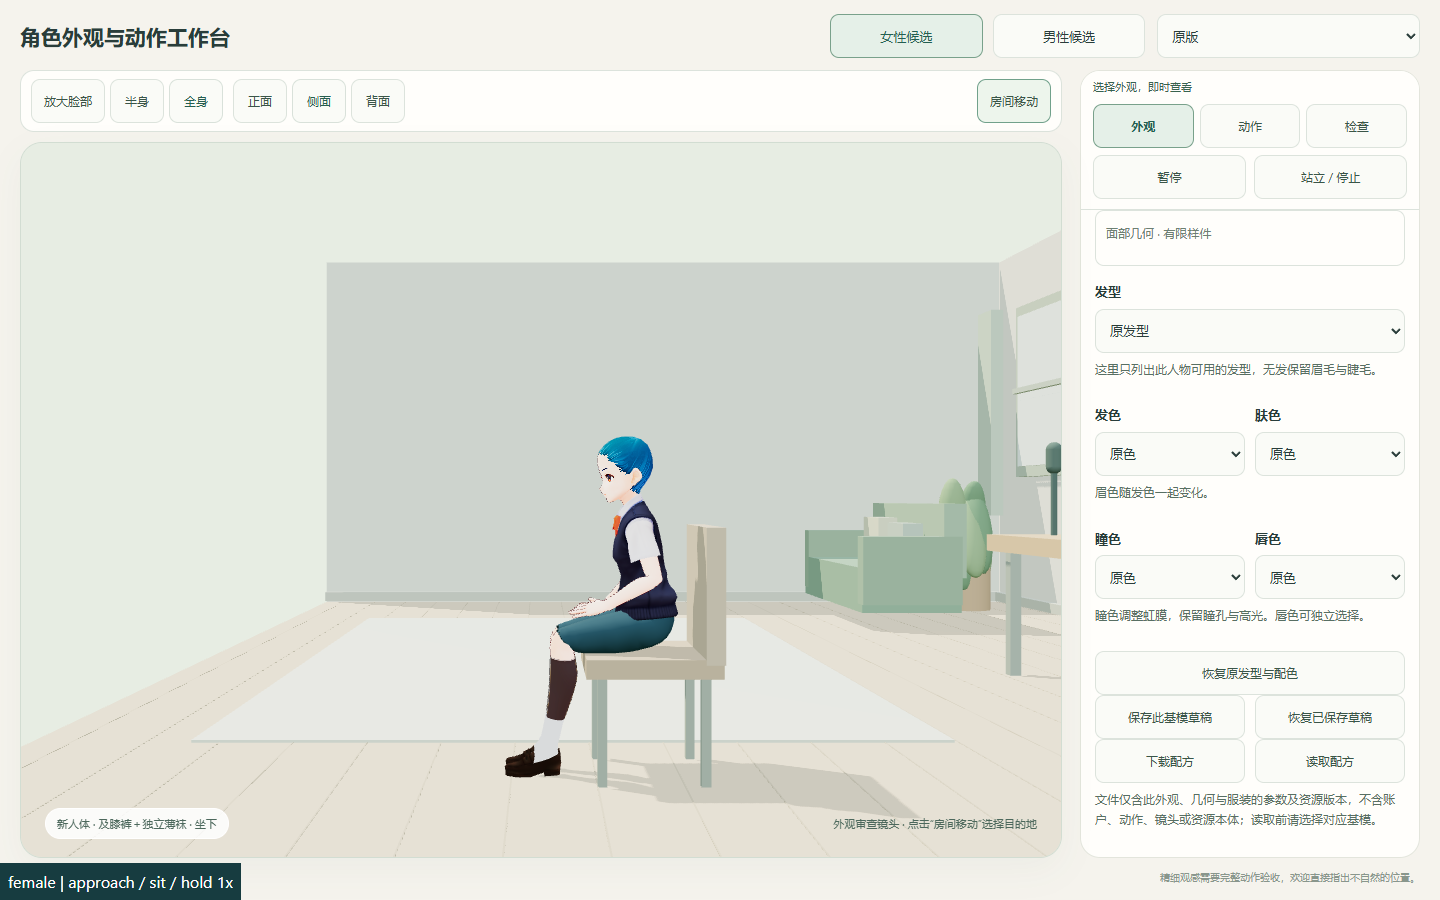 角色外观与动作工作台
女性候选
男性候选
原版
放大脸部
半身
全身
正面
侧面
背面
房间移动
选择外观，即时查看
外观
动作
检查
暂停
站立 / 停止
面部几何 · 有限样件
发型
原发型
这里只列出此人物可用的发型，无发保留眉毛与睫毛。
发色
肤色
原色
原色
眉色随发色一起变化。
瞳色
唇色
原色
原色
瞳色调整虹膜，保留瞳孔与高光。唇色可独立选择。
恢复原发型与配色
保存此基模草稿
恢复已保存草稿
下载配方
读取配方
文件仅含此外观、几何与服装的参数及资源版本，不含账
户、动作、镜头或资源本体；读取前请选择对应基模。
新人体 · 及膝裤 + 独立薄袜 · 坐下
外观审查镜头 · 点击“房间移动”选择目的地
female | approach / sit / hold 1x
精细观感需要完整动作验收，欢迎直接指出不自然的位置。